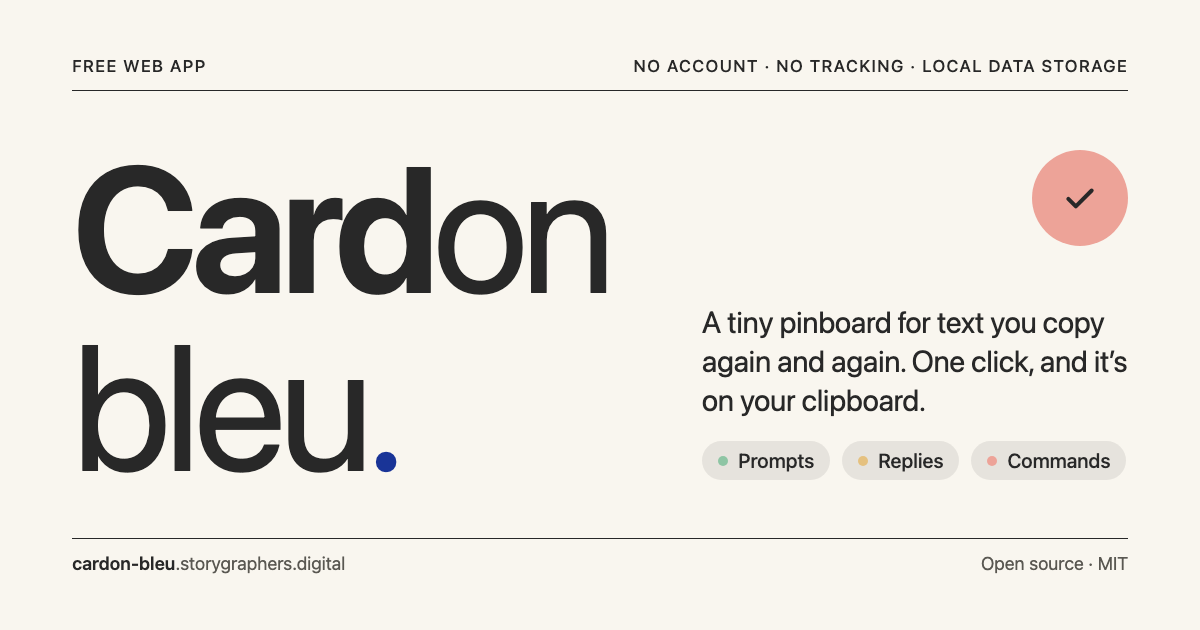 FREE WEB APP
NO ACCOUNT · NO TRACKING · LOCAL DATA STORAGE
Cardon
bleu.
A tiny pinboard for text you copy
again and again. One click, and it’s
on your clipboard.
Prompts
Replies
Commands
cardon-bleu.storygraphers.digital
Open source · MIT